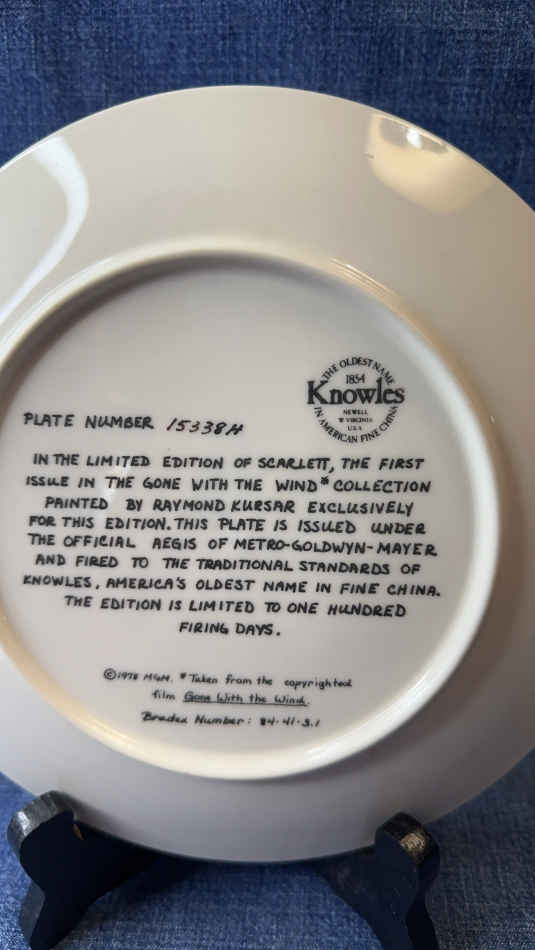 THE OLDEST NAME
1854
Knowles
NEWELL
W VIRGINIA
U.S.A
IN AMERICAN FINE CHINA
PLATE NUMBER 15338H
IN THE LIMITED EDITION OF SCARLETT, THE FIRST
ISSUE IN THE GONE WITH THE WIND* COLLECTION
PAINTED BY RAYMOND KURSAR EXCLUSIVELY
FOR THIS EDITION. THIS PLATE IS ISSUED UNDER
THE OFFICIAL AEGIS OF METRO-GOLDWYN-MAYER
AND FIRED TO THE TRADITIONAL STANDARDS OF
KNOWLES, AMERICA'S OLDEST NAME IN FINE CHINA.
THE EDITION IS LIMITED TO ONE HUNDRED
FIRING DAYS.
©1978 MGM. *Taken from the copyrighted
film Gone With the Wind.
Bradex Number: 84-41-3.1